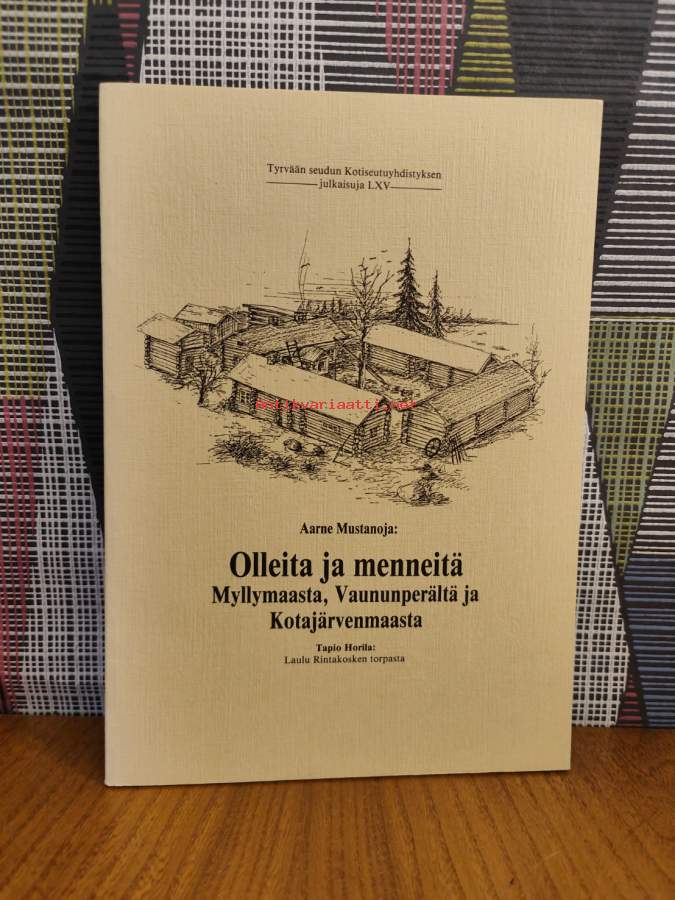 Tyrvään seudun Kotiseutuyhdistyksen
julkaisuja LXV
antikvariaatti.net
Aarne Mustanoja:
Olleita ja menneitä
Myllymaasta, Vaununperältä ja
Kotajärvenmaasta
Tapio Horila:
Laulu Rintakosken torpasta